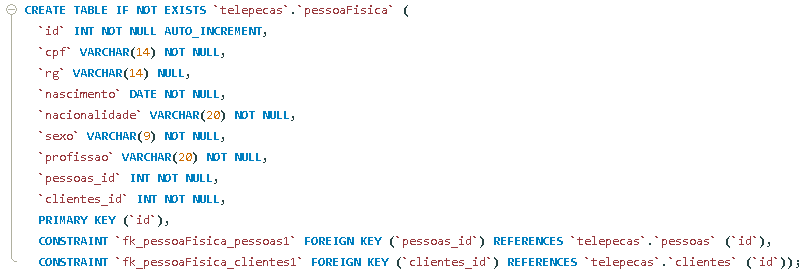 CREATE TABLE IF NOT EXISTS `telepecas`.`pessoaFisica` (
`id` INT NOT NULL AUTO_INCREMENT,
`cpf` VARCHAR(14) NOT NULL,
`rg` VARCHAR(14) NULL,
`nascimento` DATE NOT NULL,
`nacionalidade` VARCHAR(20) NOT NULL,
`sexo` VARCHAR(9) NOT NULL,
`profissao` VARCHAR(20) NOT NULL,
`pessoas_id` INT NOT NULL,
`clientes_id` INT NOT NULL,
PRIMARY KEY (`id`),
CONSTRAINT `fk_pessoaFisica_pessoas1` FOREIGN KEY (`pessoas_id`) REFERENCES `telepecas`.`pessoas` (`id`),
CONSTRAINT `fk_pessoaFisica_clientes1` FOREIGN KEY (`clientes_id`) REFERENCES `telepecas`.`clientes` (`id`));